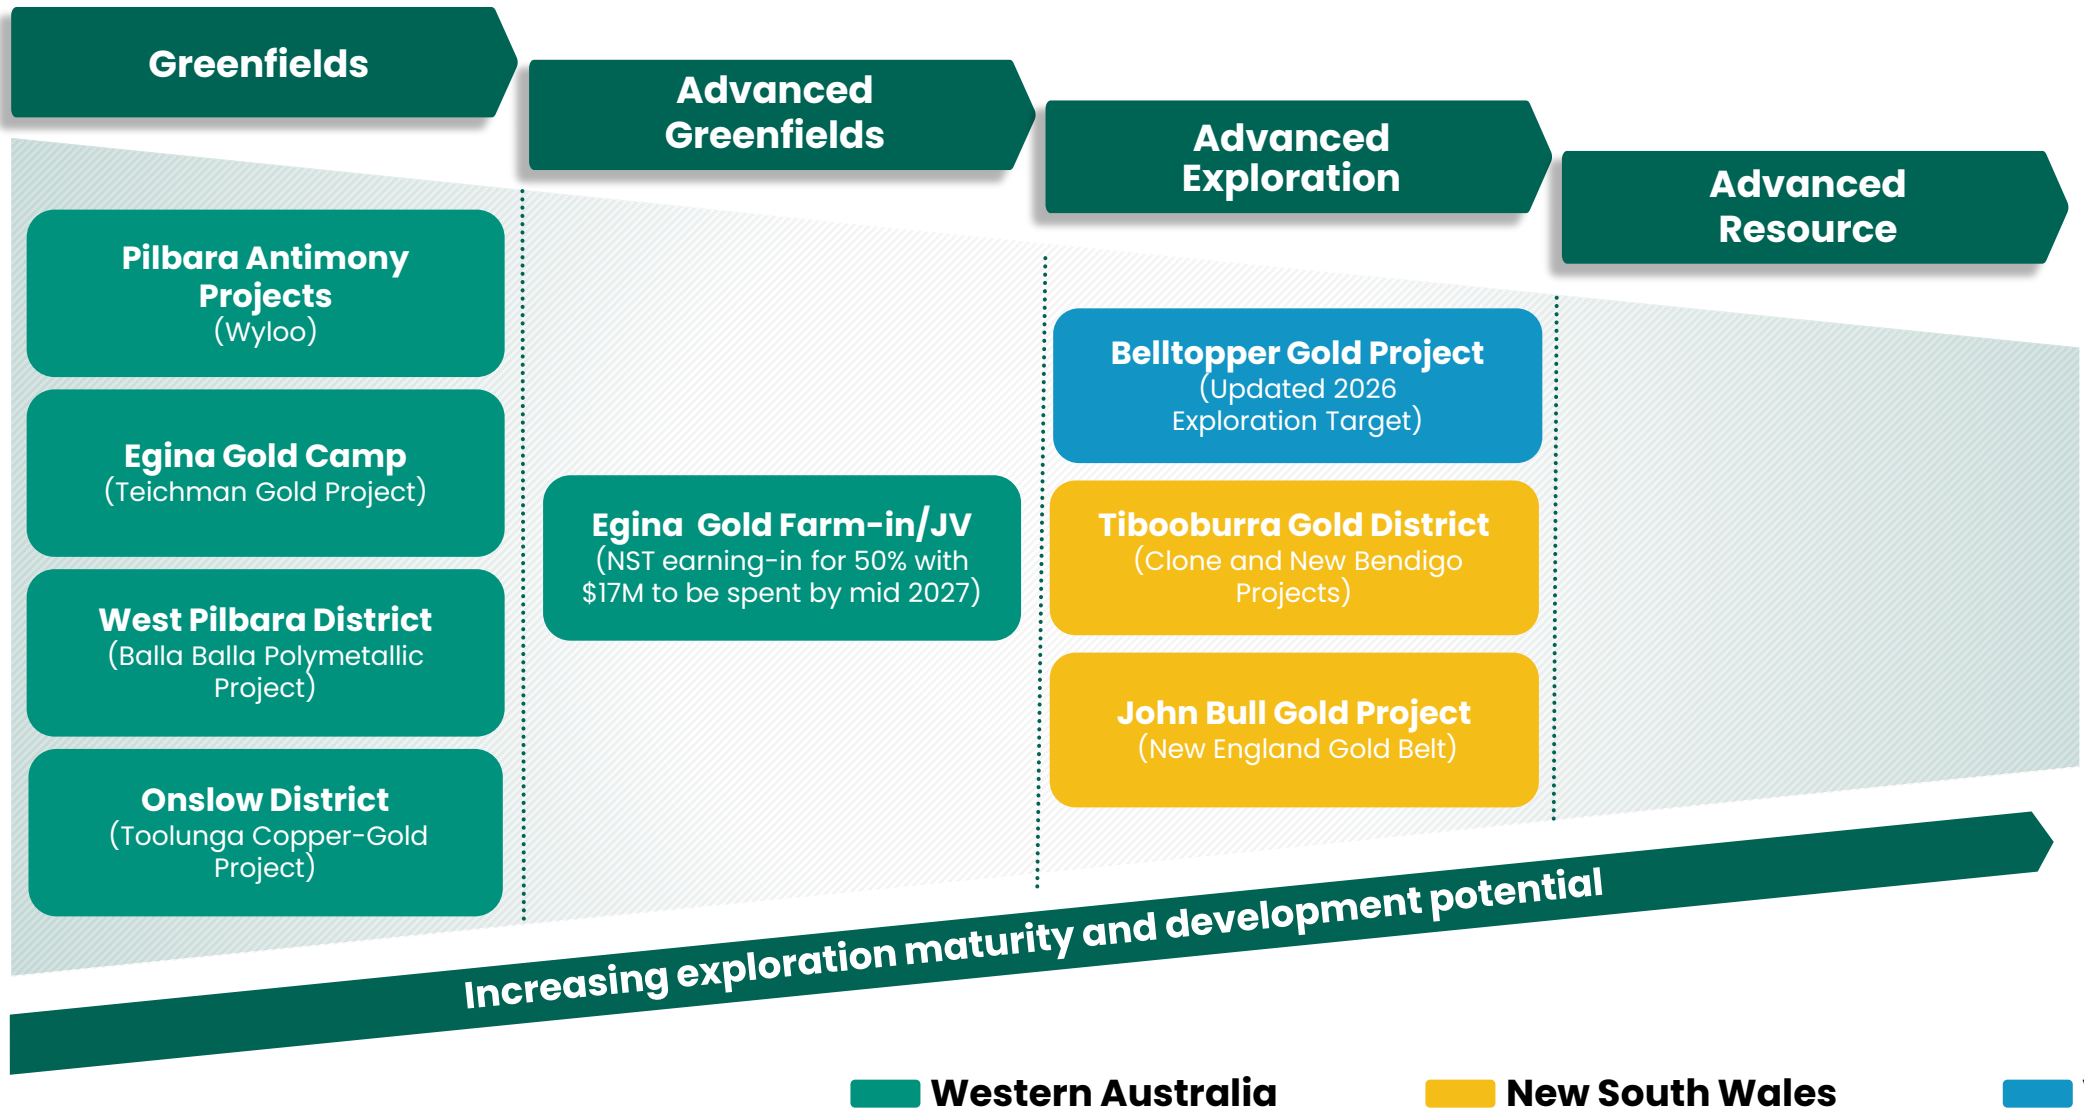 Greenfields
Advanced
Greenfields
Advanced
Exploration
Advanced
Resource
Pilbara Antimony
Projects
(Wyloo)
Egina Gold Camp
(Teichman Gold Project)
West Pilbara District
(Balla Balla Polymetallic
Project)
Onslow District
(Toolunga Copper-Gold
Project)
Egina Gold Farm-in/JV
(NST earning-in for 50% with
$17M to be spent by mid 2027)
Belltopper Gold Project
(Updated 2026
Exploration Target)
Tibooburra Gold District
(Clone and New Bendigo
Projects)
John Bull Gold Project
(New England Gold Belt)
Increasing exploration maturity and development potential
Western Australia
New South Wales